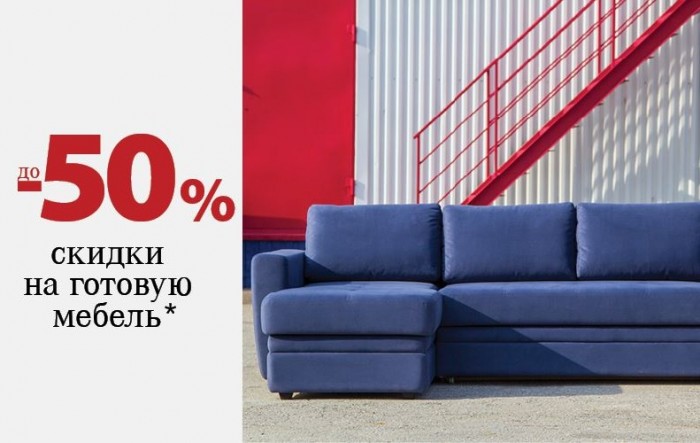 до
-50%
скидки
на готовую
мебель*